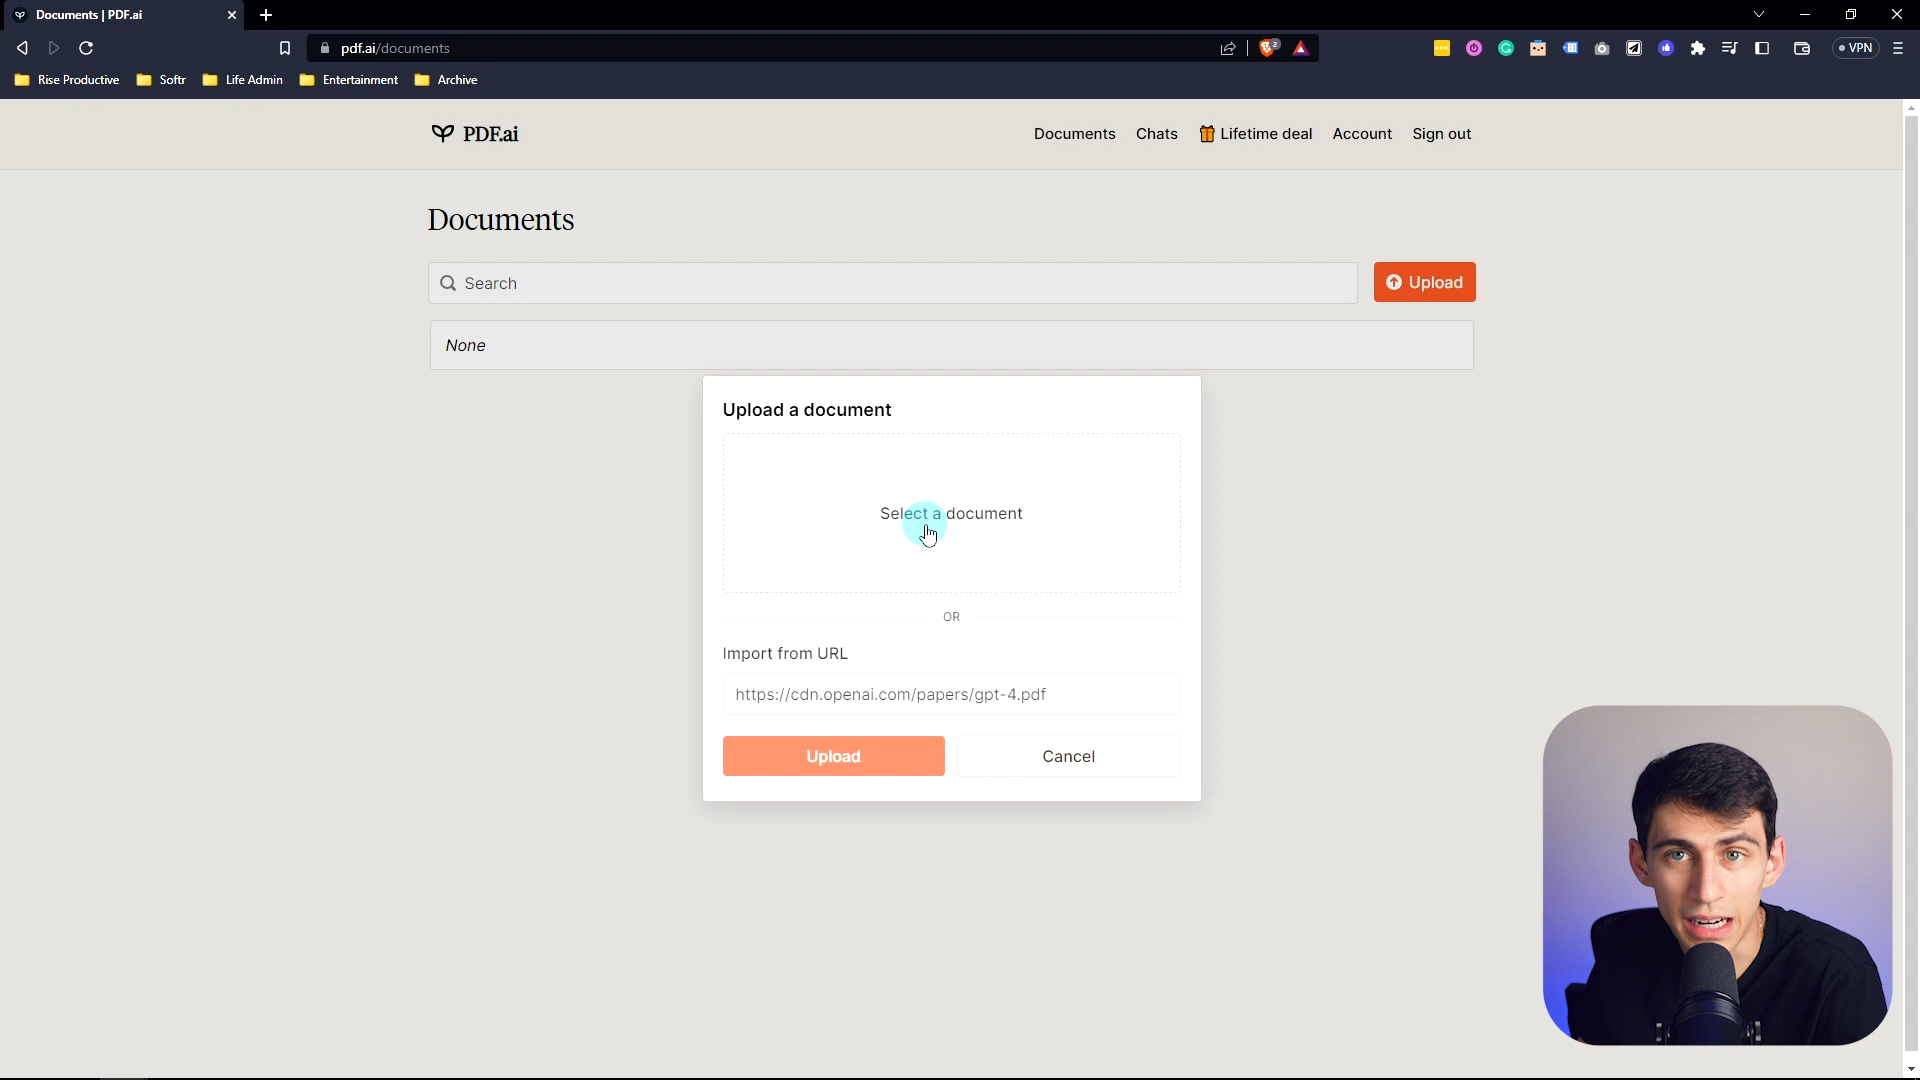 Documents | PDF.ai
pdf.ai/documents
2
VPN
Rise Productive
Softr
Life Admin
Entertainment
Archive
PDF.ai
Documents
Chats
Lifetime deal
Account
Sign out
Documents
Search
Upload
None
Upload a document
Select a document
OR
Import from URL
https://cdn.openai.com/papers/gpt-4.pdf
Upload
Cancel